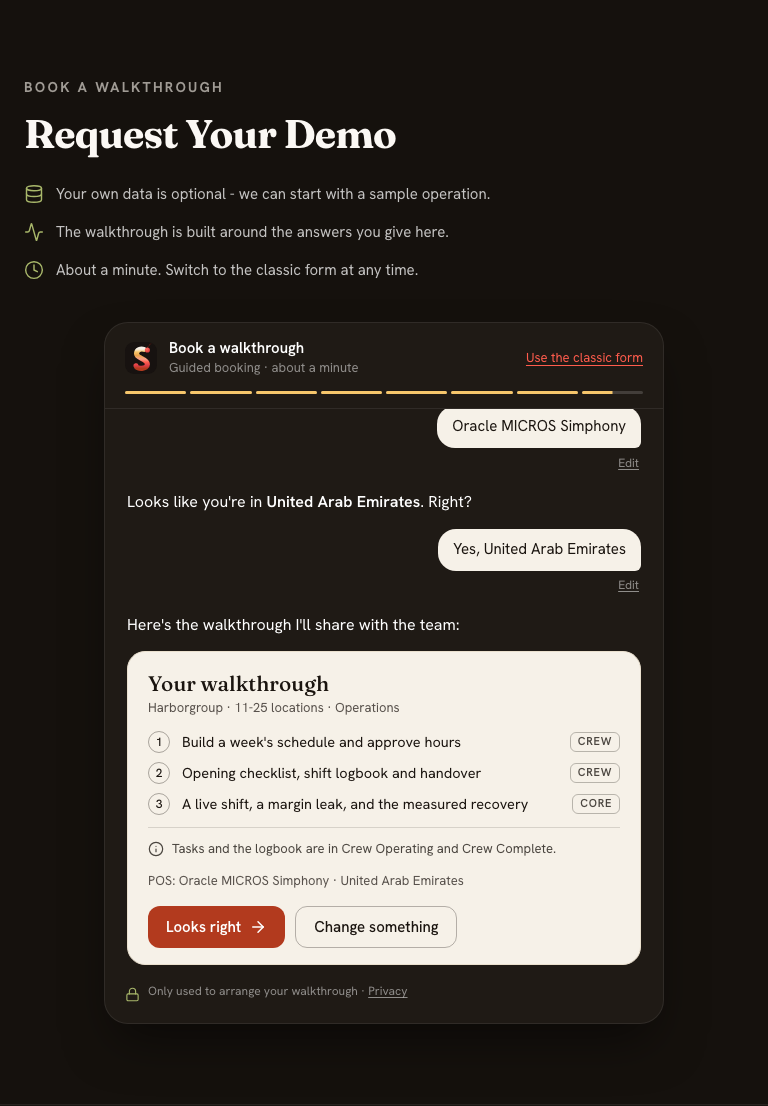 BOOK A WALKTHROUGH
Request Your Demo
Your own data is optional - we can start with a sample operation.
The walkthrough is built around the answers you give here.
About a minute. Switch to the classic form at any time.
Book a walkthrough
Guided booking · about a minute
Use the classic form
Oracle MICROS Simphony
Edit
Looks like you're in United Arab Emirates. Right?
Yes, United Arab Emirates
Edit
Here's the walkthrough I'll share with the team:
Your walkthrough
Harborgroup · 11-25 locations · Operations
1 Build a week's schedule and approve hours CREW
2 Opening checklist, shift logbook and handover CREW
3 A live shift, a margin leak, and the measured recovery CORE
Tasks and the logbook are in Crew Operating and Crew Complete.
POS: Oracle MICROS Simphony · United Arab Emirates
Looks right →
Change something
Only used to arrange your walkthrough · Privacy